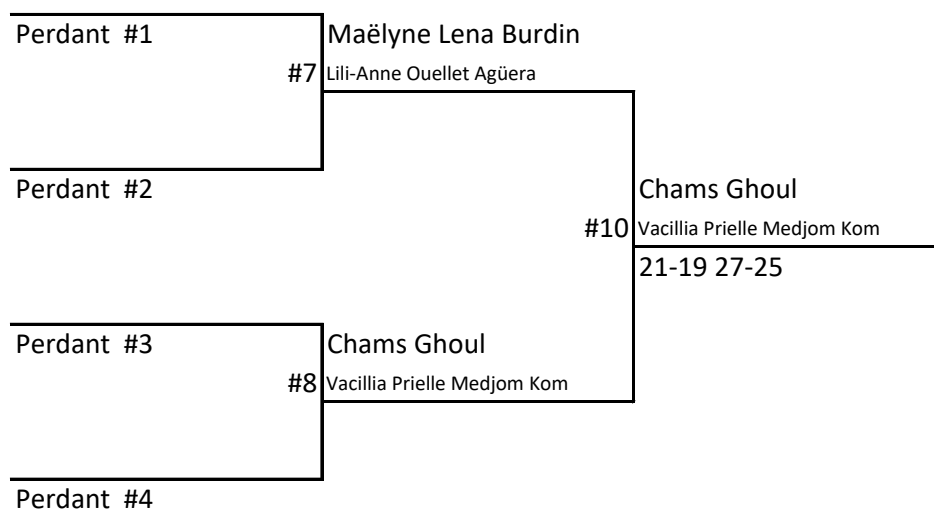 Perdant #1
Maëlyne Lena Burdin
#7
Lili-Anne Ouellet Agüera
Perdant #2
Chams Ghoul
#10
Vacillia Prielle Medjom Kom
21-19 27-25
Perdant #3
Chams Ghoul
#8
Vacillia Prielle Medjom Kom
Perdant #4